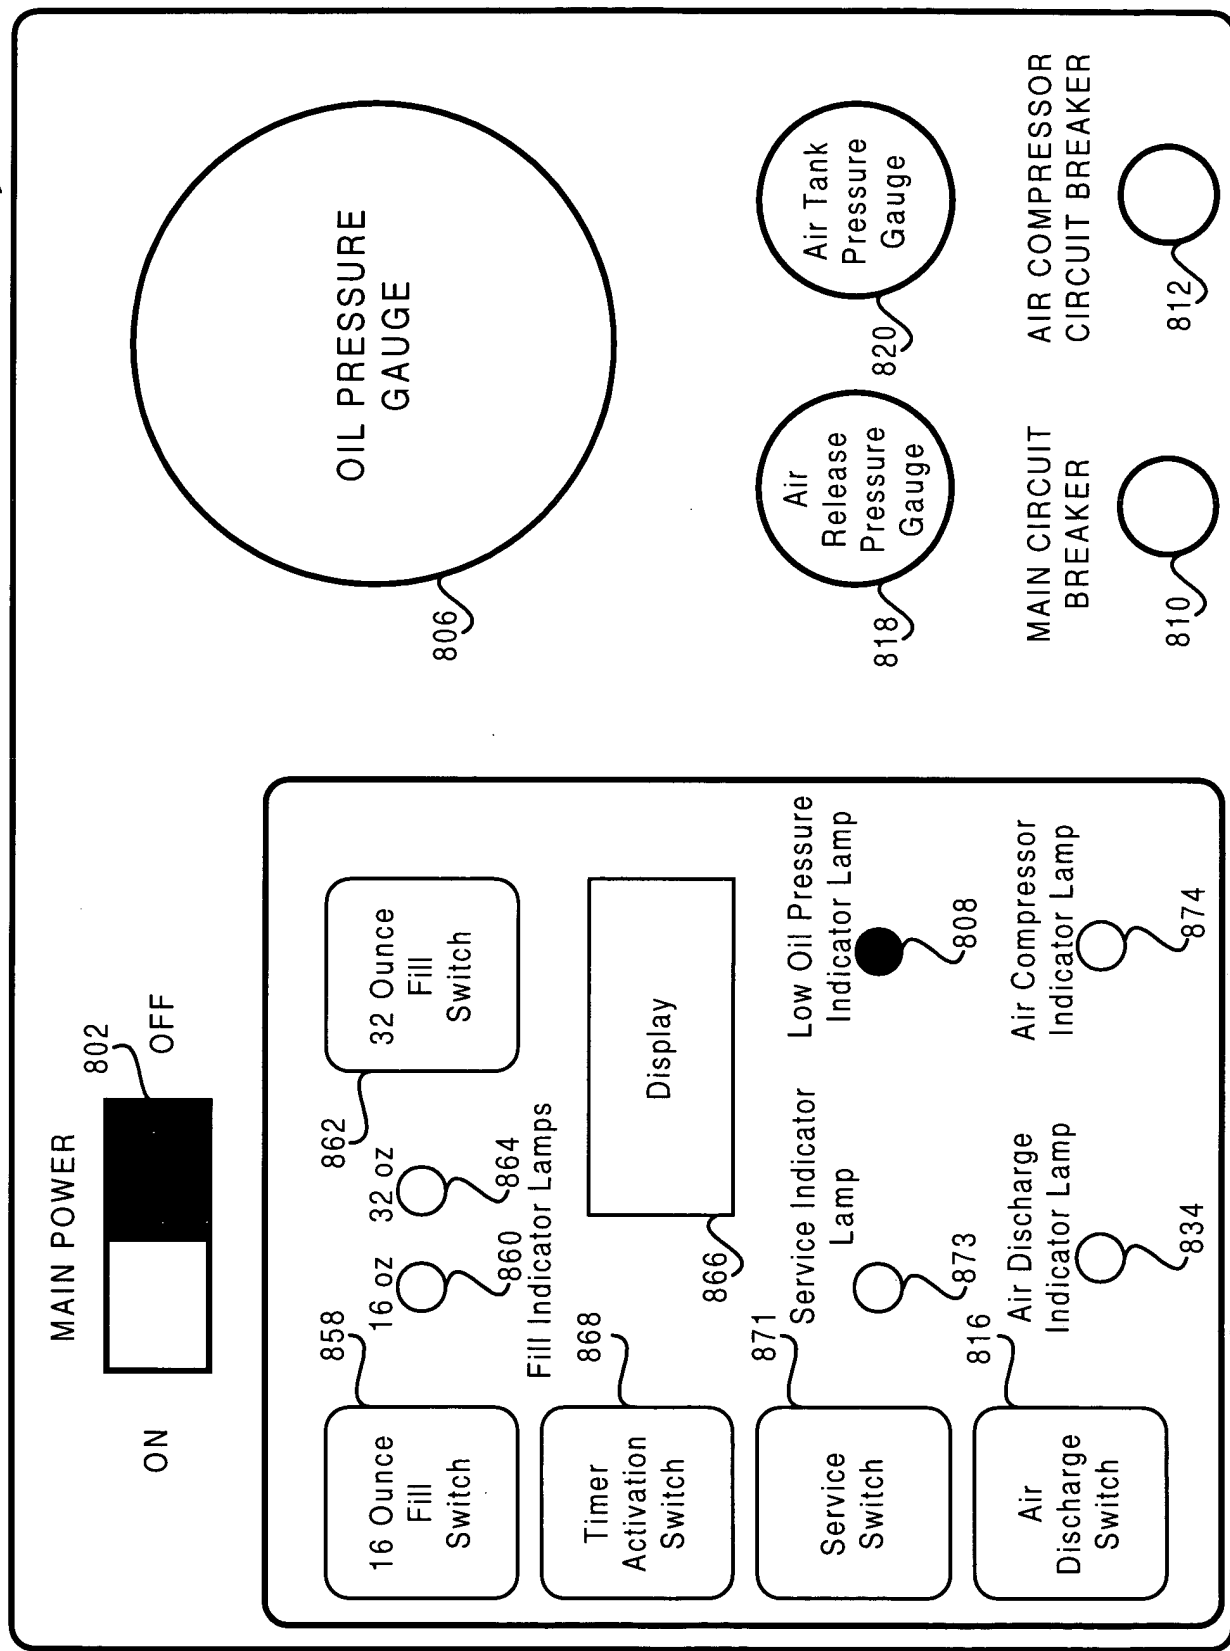 MAIN POWER
ON
OFF
802
OIL PRESSURE
GAUGE
806
16 Ounce
Fill
Switch
858
16 oz
32 oz
860
864
Fill Indicator Lamps
862
32 Ounce
Fill
Switch
Timer
Activation
Switch
868
866
Display
Service
Switch
871
Service Indicator
Lamp
873
Low Oil Pressure
Indicator Lamp
808
Air
Discharge
Switch
816
Air Discharge
Indicator Lamp
834
Air Compressor
Indicator Lamp
874
Air
Release
Pressure
Gauge
818
Air Tank
Pressure
Gauge
820
MAIN CIRCUIT
BREAKER
810
AIR COMPRESSOR
CIRCUIT BREAKER
812